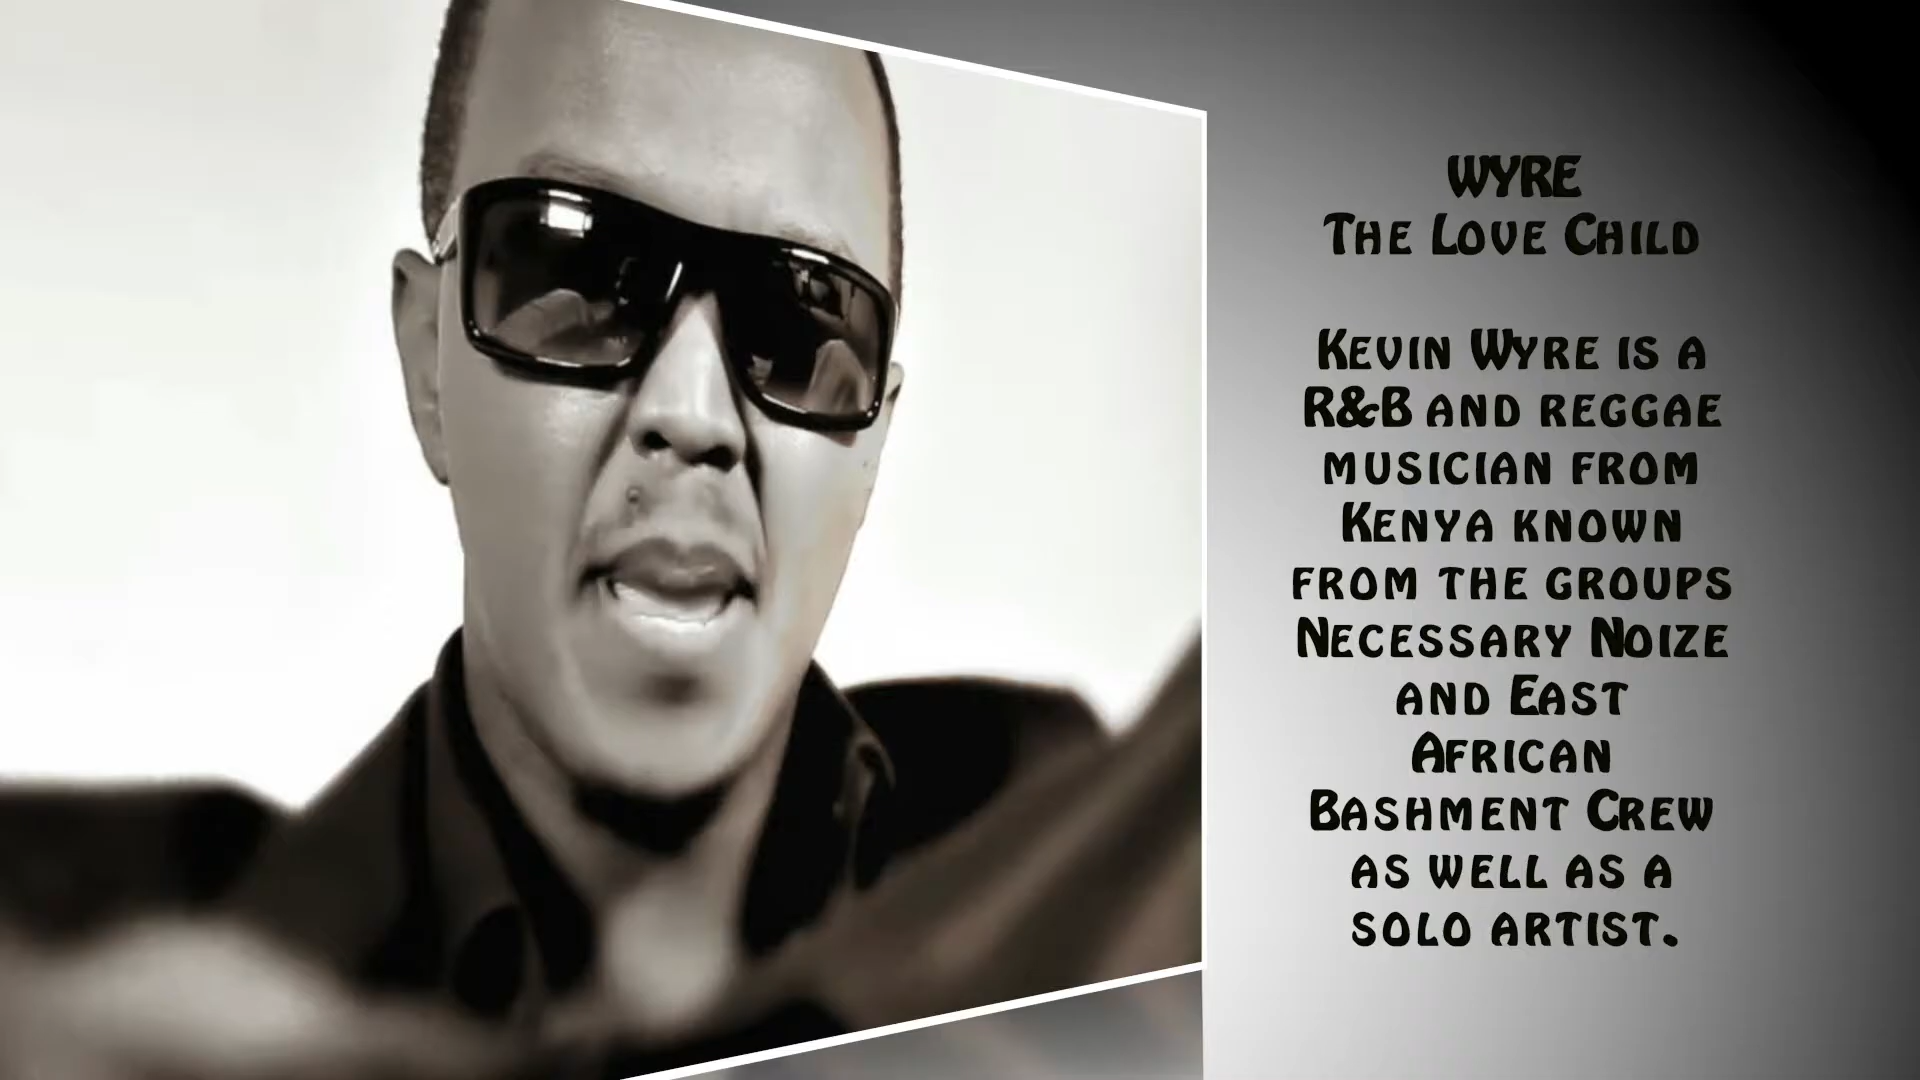 WYRE
The Love Child
Kevin Wyre is a
R&B and reggae
musician from
Kenya known
from the groups
Necessary Noize
and East
African
Bashment Crew
as well as a
solo artist.